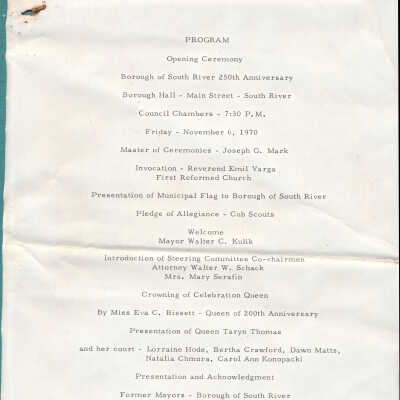 PROGRAM
Opening Ceremony
Borough of South River 250th Anniversary
Borough Hall - Main Street - South River
Council Chambers - 7:30 P.M.
Friday - November 6, 1970
Master of Ceremonies - Joseph G. Mark
Invocation - Reverend Emil Varga
First Reformed Church
Presentation of Municipal Flag to Borough of South River
Pledge of Allegiance - Cub Scouts
Welcome
Mayor Walter C. Kulik
Introduction of Steering Committee Co-chairmen
Attorney Walter W. Schack
Mrs. Mary Serafin
Crowning of Celebration Queen
By Miss Eva C. Bissett - Queen of 200th Anniversary
Presentation of Queen Taryn Thomas
and her court - Lorraine Hode, Bertha Crawford, Dawn Matts,
Natalia Chmura, Carol Ann Konopacki
Presentation and Acknowledgment
Former Mayors - Borough of South River